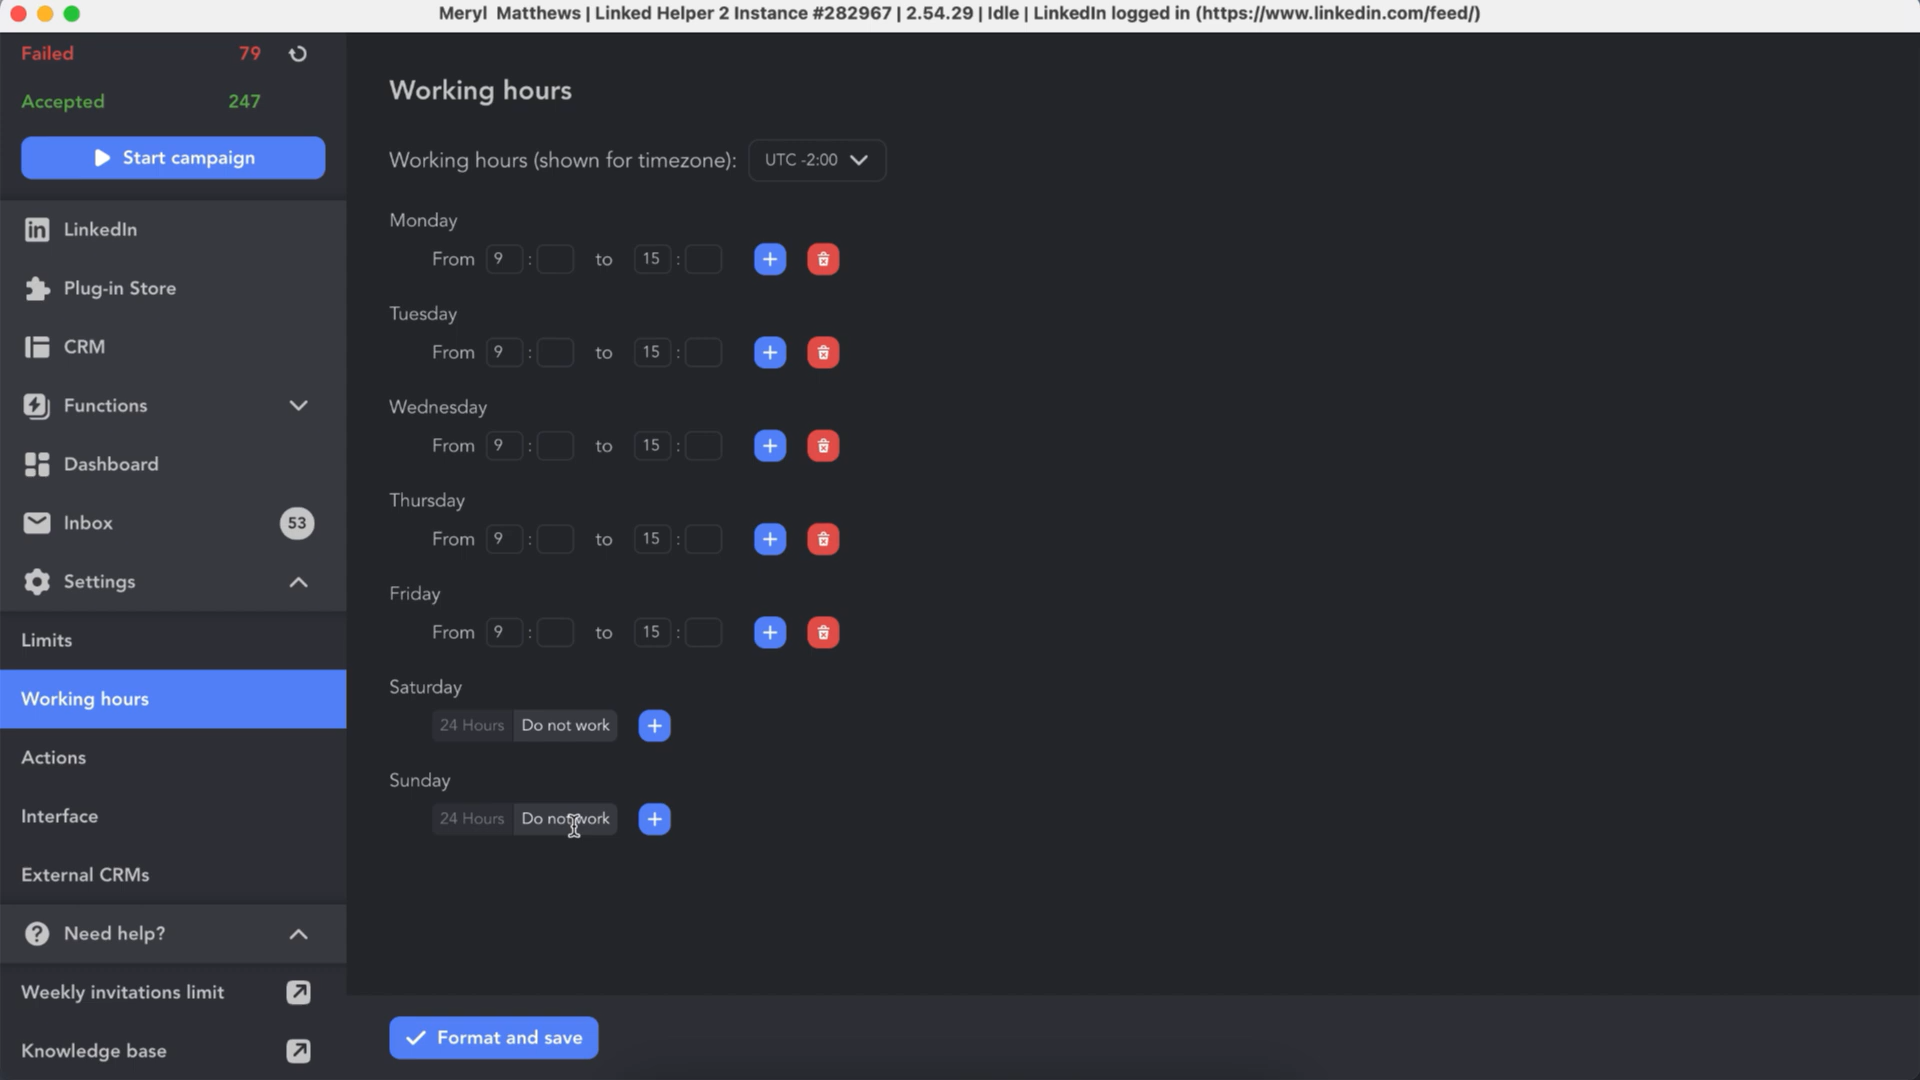 Meryl Matthews | Linked Helper 2 Instance #282967 | 2.54.29 | Idle | LinkedIn logged in (https://www.linkedin.com/feed/)
Failed 79
Accepted 247
Start campaign
LinkedIn
Plug-in Store
CRM
Functions
Dashboard
Inbox 53
Settings
Limits
Working hours
Actions
Interface
External CRMs
Need help?
Weekly invitations limit
Knowledge base
Working hours
Working hours (shown for timezone): UTC -2:00
Monday
From 9 : to 15 :
Tuesday
From 9 : to 15 :
Wednesday
From 9 : to 15 :
Thursday
From 9 : to 15 :
Friday
From 9 : to 15 :
Saturday
24 Hours Do not work
Sunday
24 Hours Do not work
Format and save